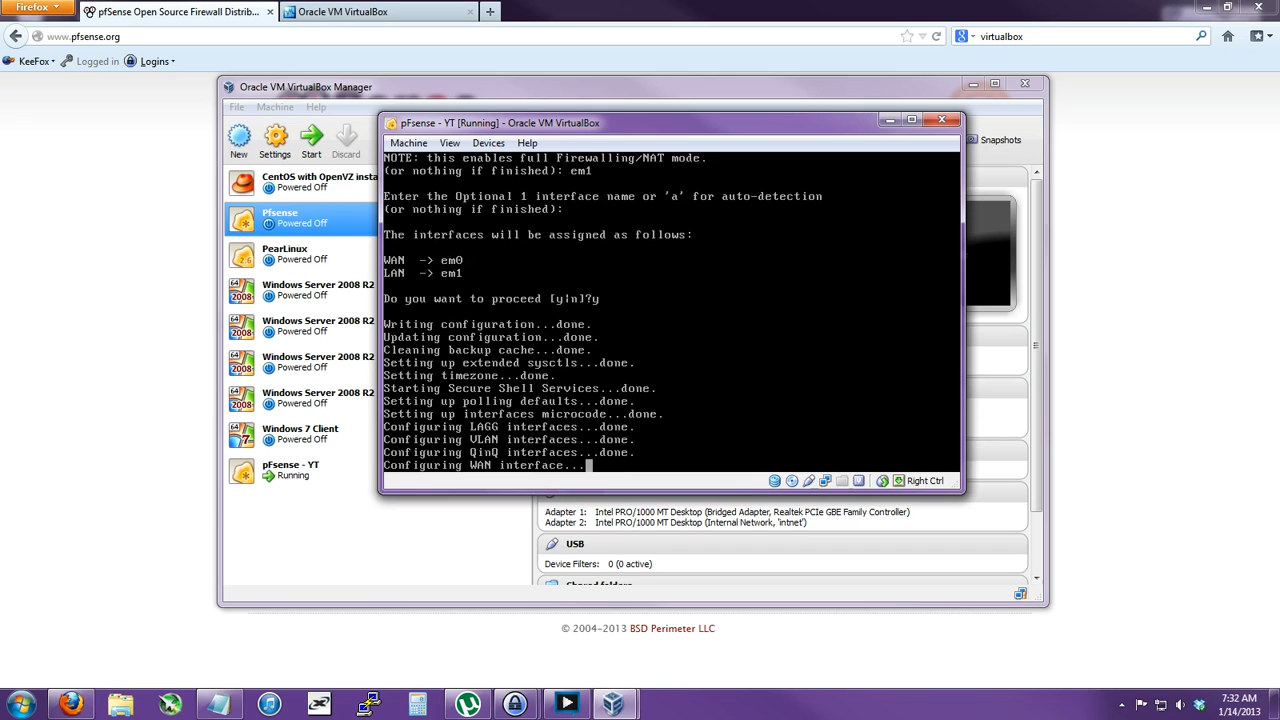 Firefox
pfSense Open Source Firewall Distrib...
Oracle VM VirtualBox
www.pfsense.org
virtualbox
KeeFox
Logged in
Logins
Oracle VM VirtualBox Manager
File Machine Help
New
Settings
Start
Discard
Snapshots
CentOS with OpenVZ insta
Powered Off
Pfsense
Powered Off
PearLinux
Powered Off
Windows Server 2008 R2
Powered Off
Windows Server 2008 R2
Powered Off
Windows Server 2008 R2
Powered Off
Windows Server 2008 R2
Powered Off
Windows 7 Client
Powered Off
pfSense - YT
Running
pFsense - YT [Running] - Oracle VM VirtualBox
Machine View Devices Help
NOTE: this enables full Firewalling/NAT mode.
(or nothing if finished): em1
Enter the Optional 1 interface name or 'a' for auto-detection
(or nothing if finished):
The interfaces will be assigned as follows:
WAN -> em0
LAN -> em1
Do you want to proceed [y|n]?y
Writing configuration...done.
Updating configuration...done.
Cleaning backup cache...done.
Setting up extended sysctls...done.
Setting timezone...done.
Starting Secure Shell Services...done.
Setting up polling defaults...done.
Setting up interfaces microcode...done.
Configuring LAGG interfaces...done.
Configuring VLAN interfaces...done.
Configuring QinQ interfaces...done.
Configuring WAN interface...
Right Ctrl
Adapter 1: Intel PRO/1000 MT Desktop (Bridged Adapter, Realtek PCIe GBE Family Controller)
Adapter 2: Intel PRO/1000 MT Desktop (Internal Network, 'intnet')
USB
Device Filters: 0 (0 active)
© 2004-2013 BSD Perimeter LLC
7:32 AM
1/14/2013